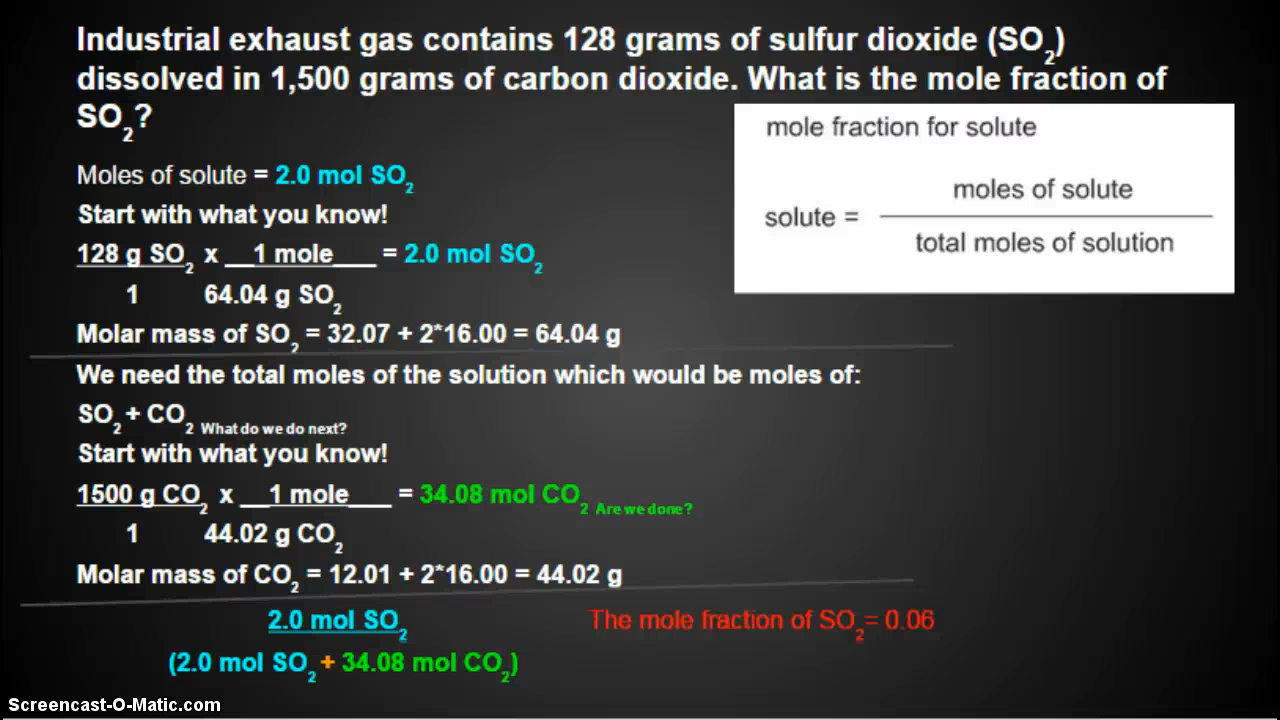 Industrial exhaust gas contains 128 grams of sulfur dioxide (SO2)
dissolved in 1,500 grams of carbon dioxide. What is the mole fraction of
SO2?
mole fraction for solute
solute = moles of solute
total moles of solution
Moles of solute = 2.0 mol SO2
Start with what you know!
128 g SO2 x __1 mole___ = 2.0 mol SO2
1 64.04 g SO2
Molar mass of SO2 = 32.07 + 2*16.00 = 64.04 g
We need the total moles of the solution which would be moles of:
SO2 + CO2 What do we do next?
Start with what you know!
1500 g CO2 x __1 mole___ = 34.08 mol CO2 Are we done?
1 44.02 g CO2
Molar mass of CO2 = 12.01 + 2*16.00 = 44.02 g
2.0 mol SO2
(2.0 mol SO2 + 34.08 mol CO2)
The mole fraction of SO2= 0.06
Screencast-O-Matic.com